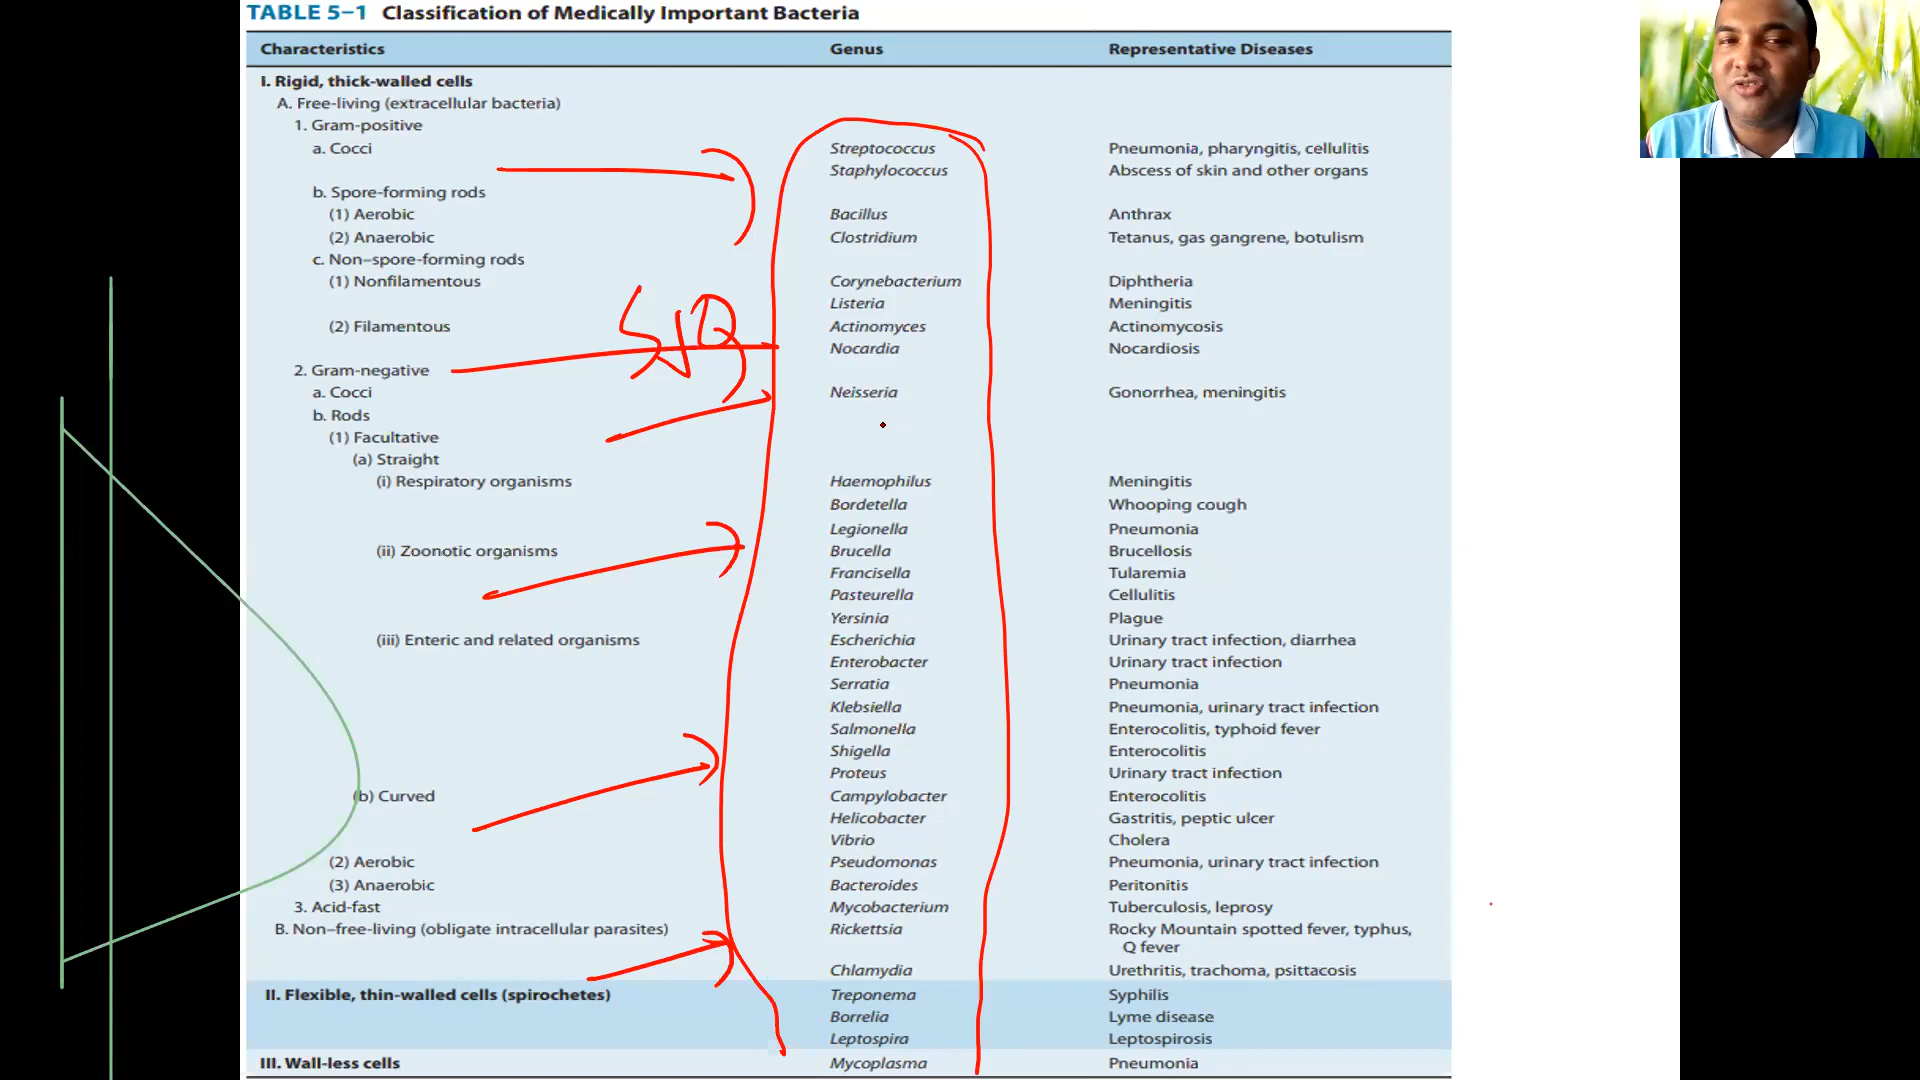 TABLE 5–1 Classification of Medically Important Bacteria
Characteristics Genus Representative Diseases
I. Rigid, thick-walled cells
A. Free-living (extracellular bacteria)
1. Gram-positive
a. Cocci Streptococcus Pneumonia, pharyngitis, cellulitis
Staphylococcus Abscess of skin and other organs
b. Spore-forming rods
(1) Aerobic Bacillus Anthrax
(2) Anaerobic Clostridium Tetanus, gas gangrene, botulism
c. Non–spore-forming rods
(1) Nonfilamentous Corynebacterium Diphtheria
Listeria Meningitis
(2) Filamentous Actinomyces Actinomycosis
Nocardia Nocardiosis
2. Gram-negative
a. Cocci Neisseria Gonorrhea, meningitis
b. Rods
(1) Facultative
(a) Straight
(i) Respiratory organisms Haemophilus Meningitis
Bordetella Whooping cough
Legionella Pneumonia
(ii) Zoonotic organisms Brucella Brucellosis
Francisella Tularemia
Pasteurella Cellulitis
Yersinia Plague
(iii) Enteric and related organisms Escherichia Urinary tract infection, diarrhea
Enterobacter Urinary tract infection
Serratia Pneumonia
Klebsiella Pneumonia, urinary tract infection
Salmonella Enterocolitis, typhoid fever
Shigella Enterocolitis
Proteus Urinary tract infection
(b) Curved Campylobacter Enterocolitis
Helicobacter Gastritis, peptic ulcer
Vibrio Cholera
(2) Aerobic Pseudomonas Pneumonia, urinary tract infection
(3) Anaerobic Bacteroides Peritonitis
3. Acid-fast Mycobacterium Tuberculosis, leprosy
B. Non–free-living (obligate intracellular parasites) Rickettsia Rocky Mountain spotted fever, typhus,
Q fever
Chlamydia Urethritis, trachoma, psittacosis
II. Flexible, thin-walled cells (spirochetes) Treponema Syphilis
Borrelia Lyme disease
Leptospira Leptospirosis
III. Wall-less cells Mycoplasma Pneumonia